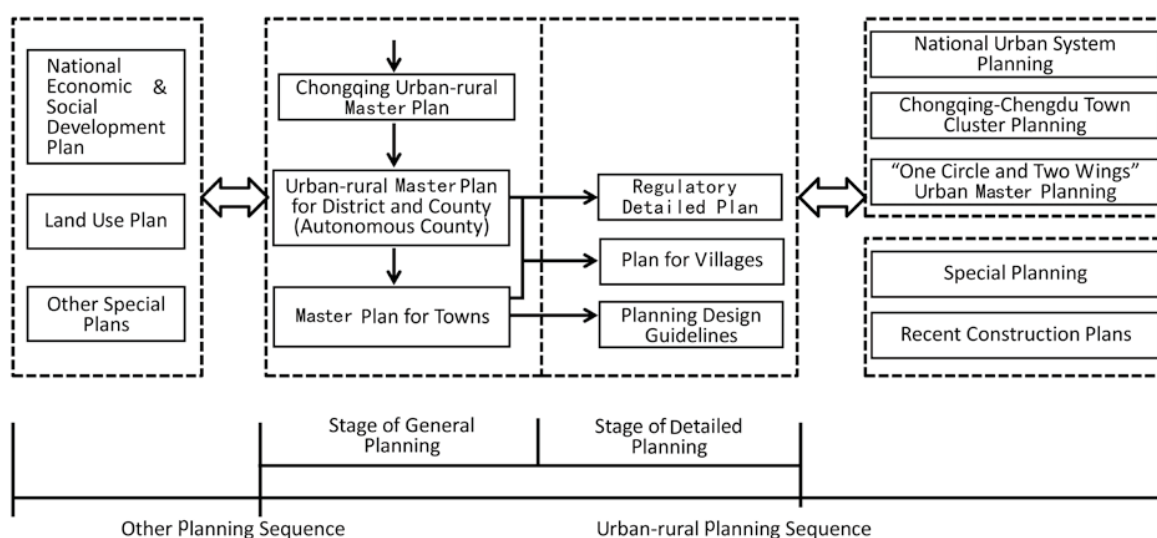 National
Economic &
Social
Development
Plan
Land Use Plan
Other Special
Plans
Chongqing Urban-rural
Master Plan
Urban-rural Master Plan
for District and County
(Autonomous County)
Master Plan for Towns
Regulatory
Detailed Plan
Plan for Villages
Planning Design
Guidelines
National Urban System
Planning
Chongqing-Chengdu Town
Cluster Planning
“One Circle and Two Wings”
Urban Master Planning
Special Planning
Recent Construction Plans
Stage of General
Planning
Stage of Detailed
Planning
Other Planning Sequence
Urban-rural Planning Sequence